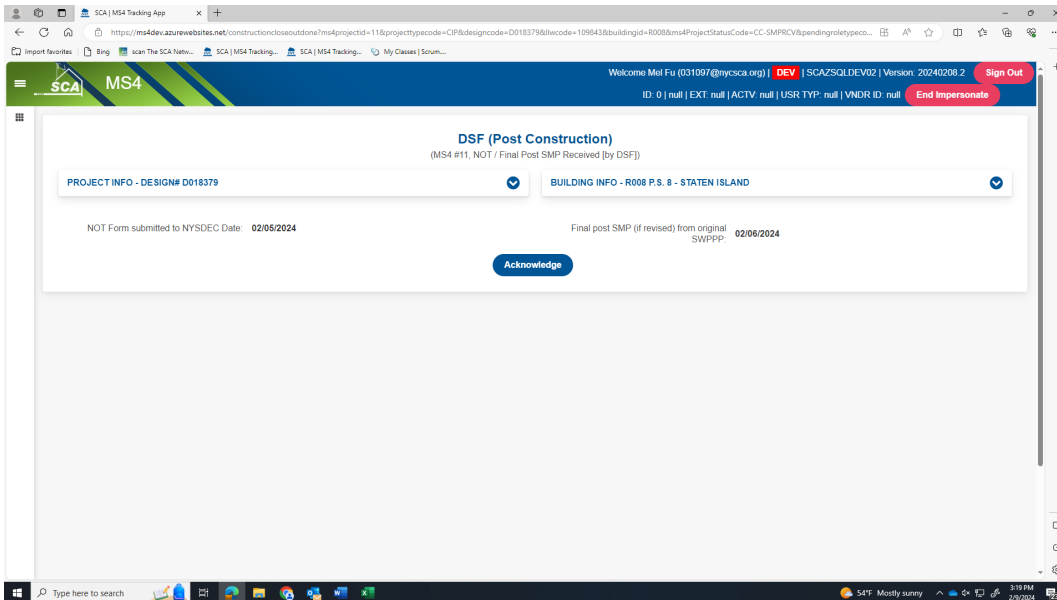 SCA | MS4 Tracking App
https://ms4dev.azurewebsites.net/constructioncloseoutdone?ms4projectid=11&projecttypecode=CIP&designcode=D018379&llwcode=109843&buildingid=R008&ms4ProjectStatusCode=CC-SMPRCV&pendingroletypeco...
Import favorites
Bing
scan The SCA Netw...
SCA | MS4 Tracking...
SCA | MS4 Tracking...
My Classes | Scrum...
SCA MS4
Welcome Mel Fu (031097@nycsca.org) | DEV | SCAZSQLDEV02 | Version: 20240208.2 Sign Out
ID: 0 | null | EXT: null | ACTV: null | USR TYP: null | VNDR ID: null End Impersonate
DSF (Post Construction)
(MS4 #11, NOT / Final Post SMP Received [by DSF])
PROJECT INFO - DESIGN# D018379
BUILDING INFO - R008 P.S. 8 - STATEN ISLAND
NOT Form submitted to NYSDEC Date: 02/05/2024
Final post SMP (if revised) from original
SWPPP: 02/06/2024
Acknowledge
Type here to search
54°F Mostly sunny
3:19 PM
2/9/2024